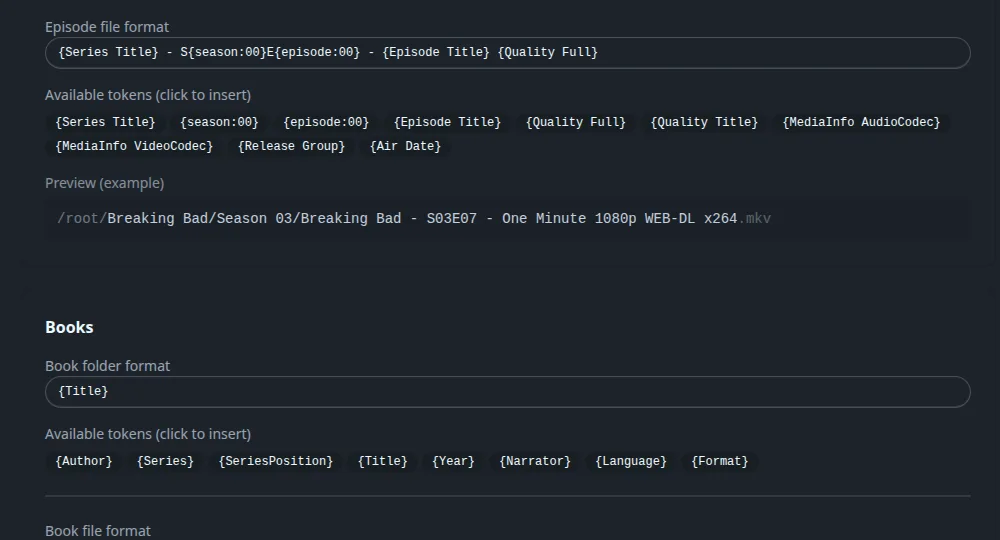 Episode file format
{Series Title} - S{season:00}E{episode:00} - {Episode Title} {Quality Full}
Available tokens (click to insert)
{Series Title} {season:00} {episode:00} {Episode Title} {Quality Full} {Quality Title} {MediaInfo AudioCodec}
{MediaInfo VideoCodec} {Release Group} {Air Date}
Preview (example)
/root/Breaking Bad/Season 03/Breaking Bad - S03E07 - One Minute 1080p WEB-DL x264.mkv
Books
Book folder format
{Title}
Available tokens (click to insert)
{Author} {Series} {SeriesPosition} {Title} {Year} {Narrator} {Language} {Format}
Book file format